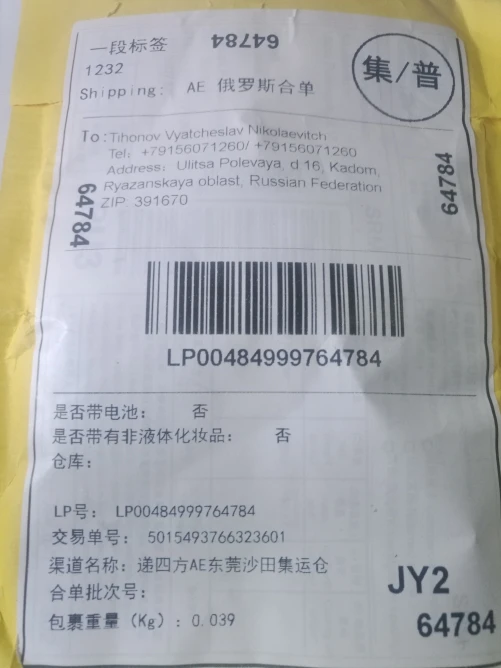 一段标签
64784
1232
集/普
Shipping: AE 俄罗斯合单
To: Tihonov Vyatcheslav Nikolaevitch
Tel: +79156071260/ +79156071260
Address: Ulitsa Polevaya, d 16, Kadom,
Ryazanskaya oblast, Russian Federation
ZIP 391670
64784
64784
LP00484999764784
是否带电池: 否
是否带有非液体化妆品: 否
仓库:
LP号: LP00484999764784
交易单号: 5015493766323601
渠道名称: 递四方AE东莞沙田集运仓
合单批次号:
包裹重量 (Kg) : 0.039
JY2
64784